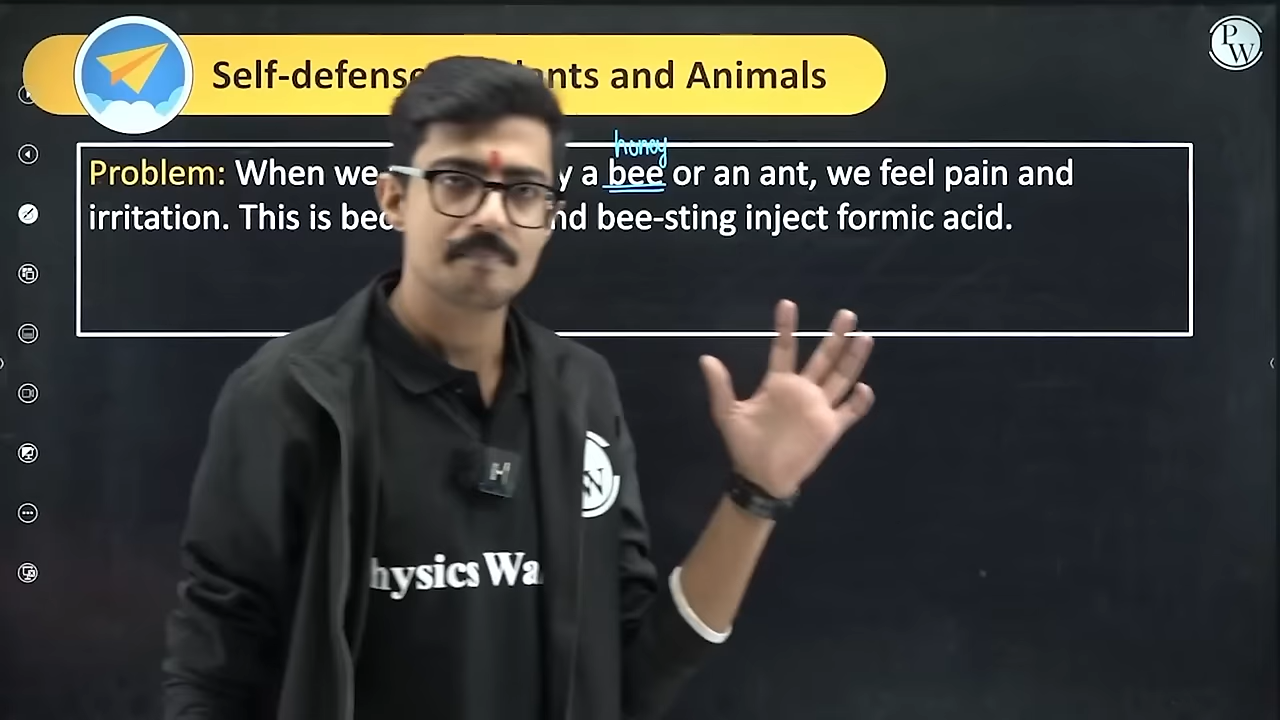 Self-defense ants and Animals
P
W
honey
Problem: When we y a bee or an ant, we feel pain and
irritation. This is bec nd bee-sting inject formic acid.
H
W
hysics Wa